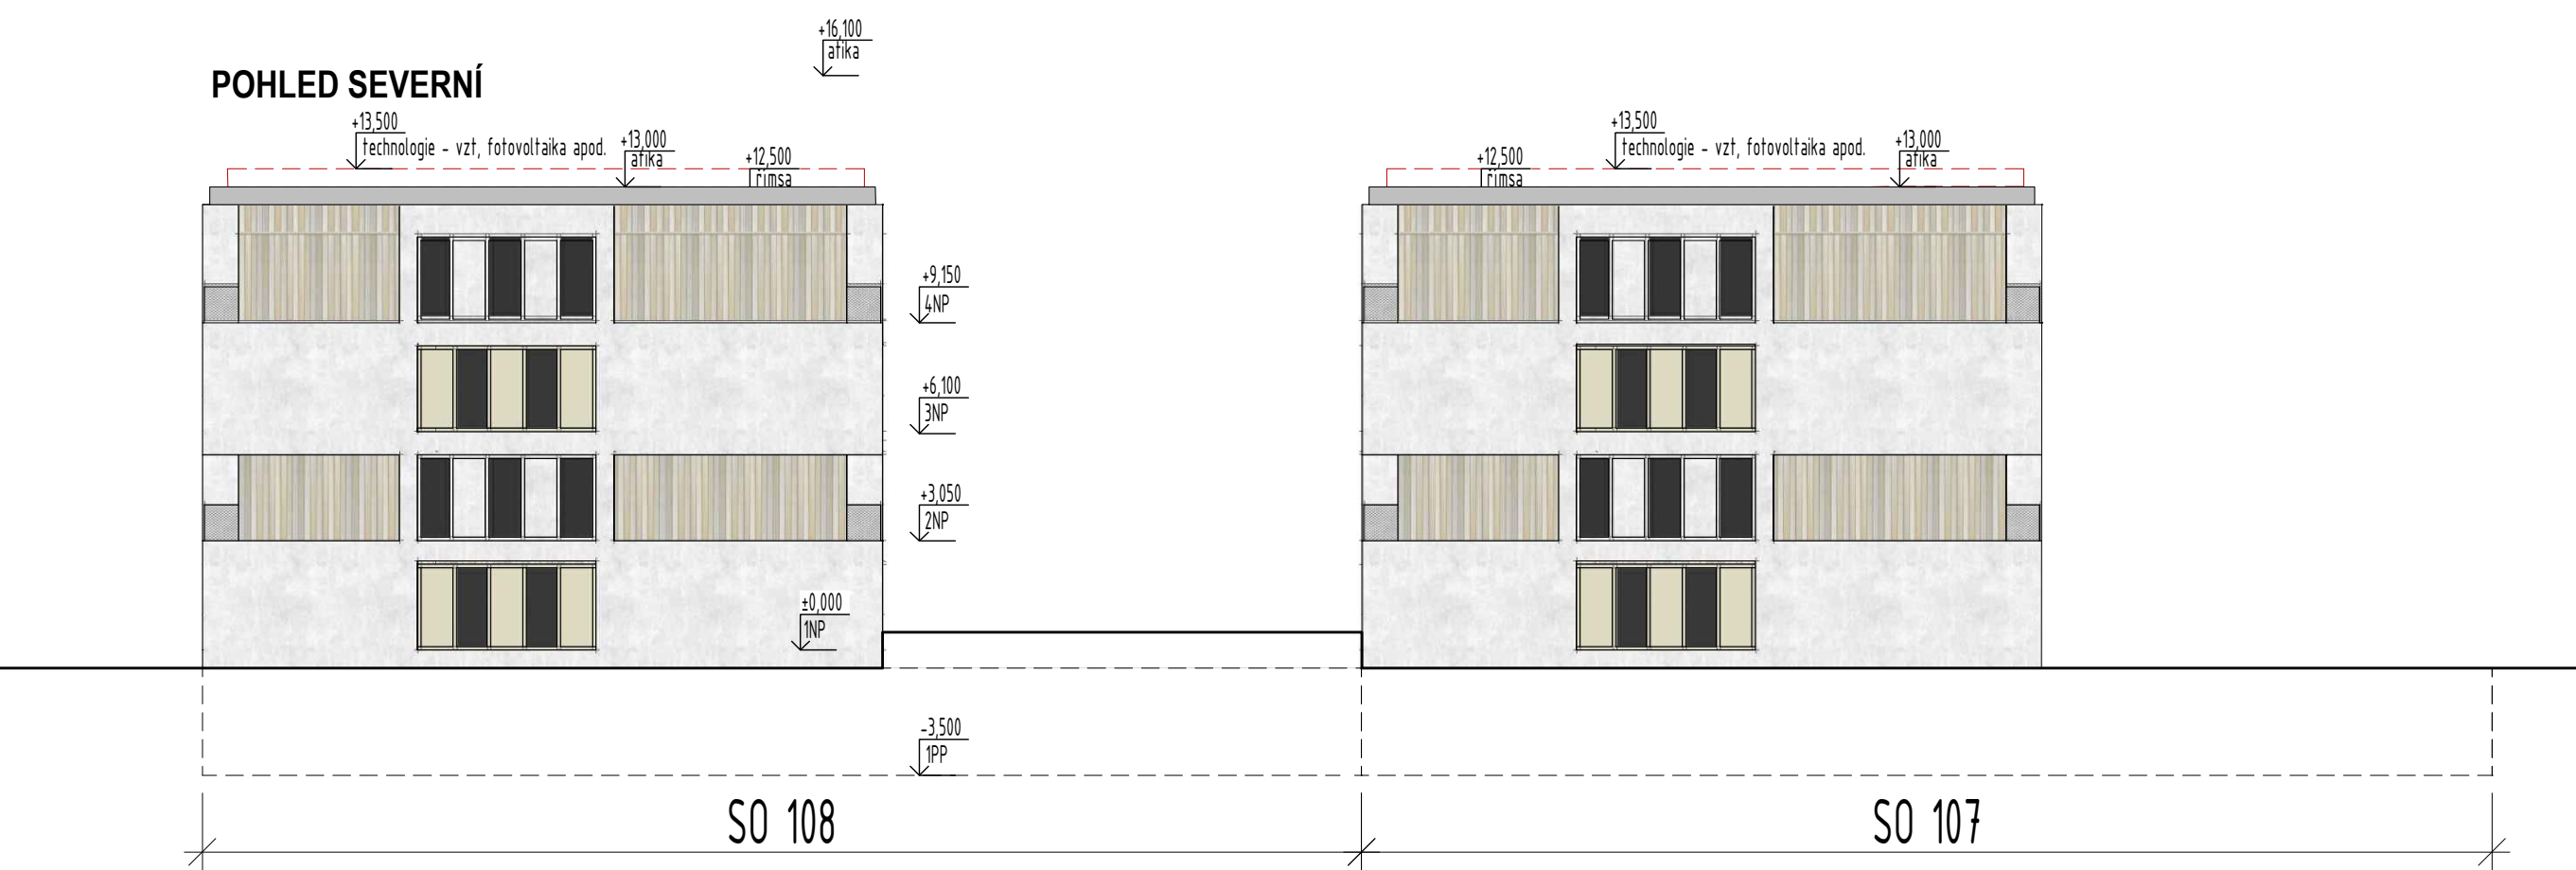 +16,100
atika
POHLED SEVERNÍ
+13,500
technologie - vzt, fotovoltaika apod.
+13,000
atika
+12,500
římsa
+12,500
římsa
+13,500
technologie - vzt, fotovoltaika apod.
+13,000
atika
+9,150
4NP
+6,100
3NP
+3,050
2NP
±0,000
1NP
-3,500
1PP
SO 108
SO 107